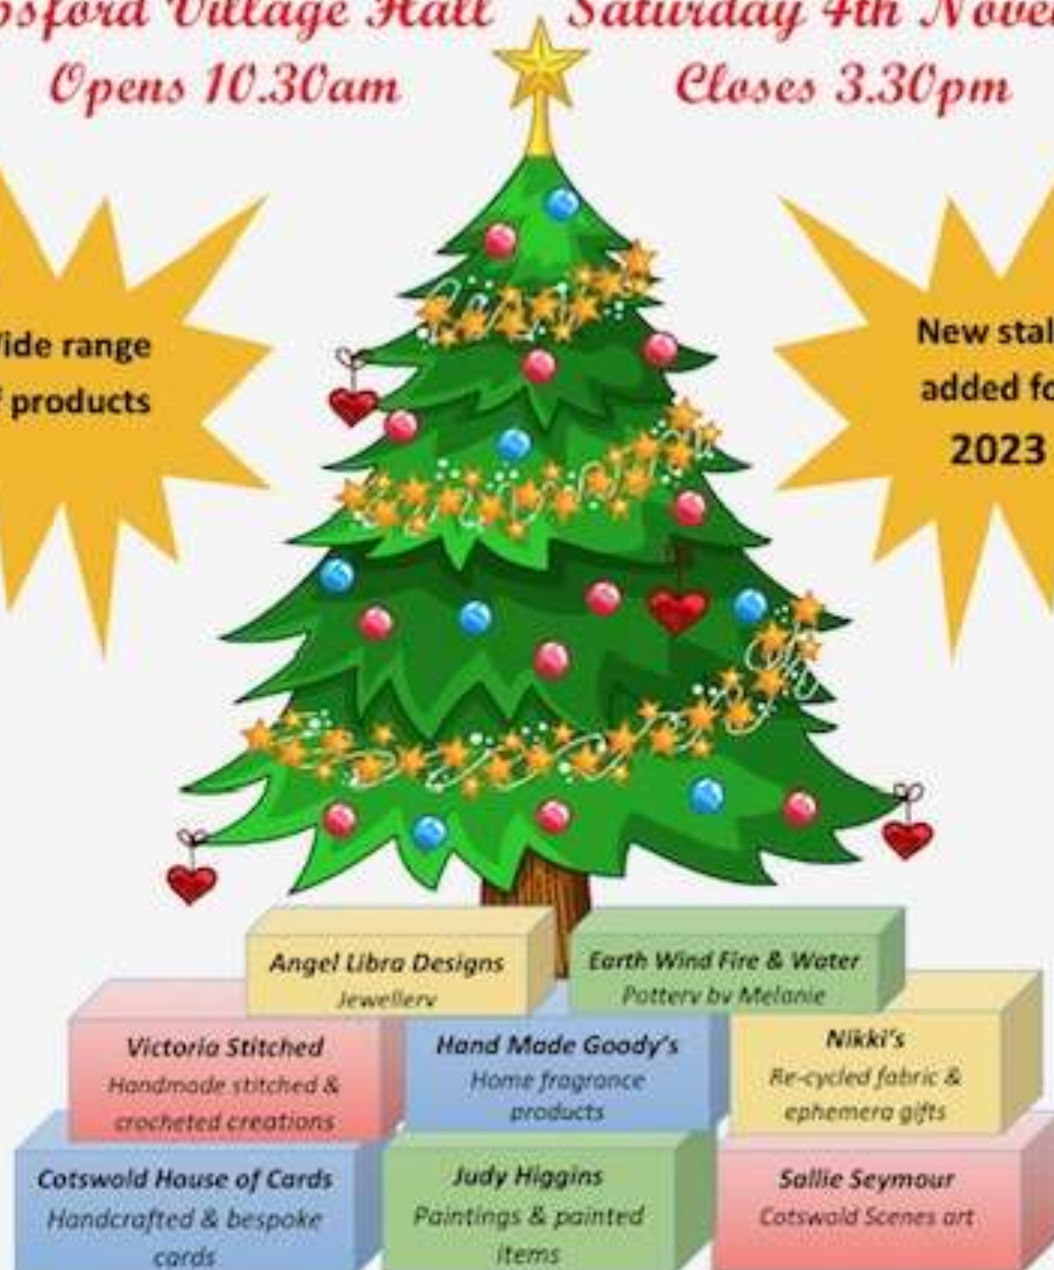 sford Village Hall Saturday 4th Nove
Opens 10.30am Closes 3.30pm
ide range
products
New stal
added fo
2023
Angel Libra Designs
Jewellery
Earth Wind Fire & Water
Pottery by Melanie
Victoria Stitched
Handmade stitched &
crocheted creations
Hand Made Goody's
Home fragrance
products
Nikki's
Re-cycled fabric &
ephemera gifts
Cotswold House of Cards
Handcrafted & bespoke
cards
Judy Higgins
Paintings & painted
items
Sallie Seymour
Cotswold Scenes art